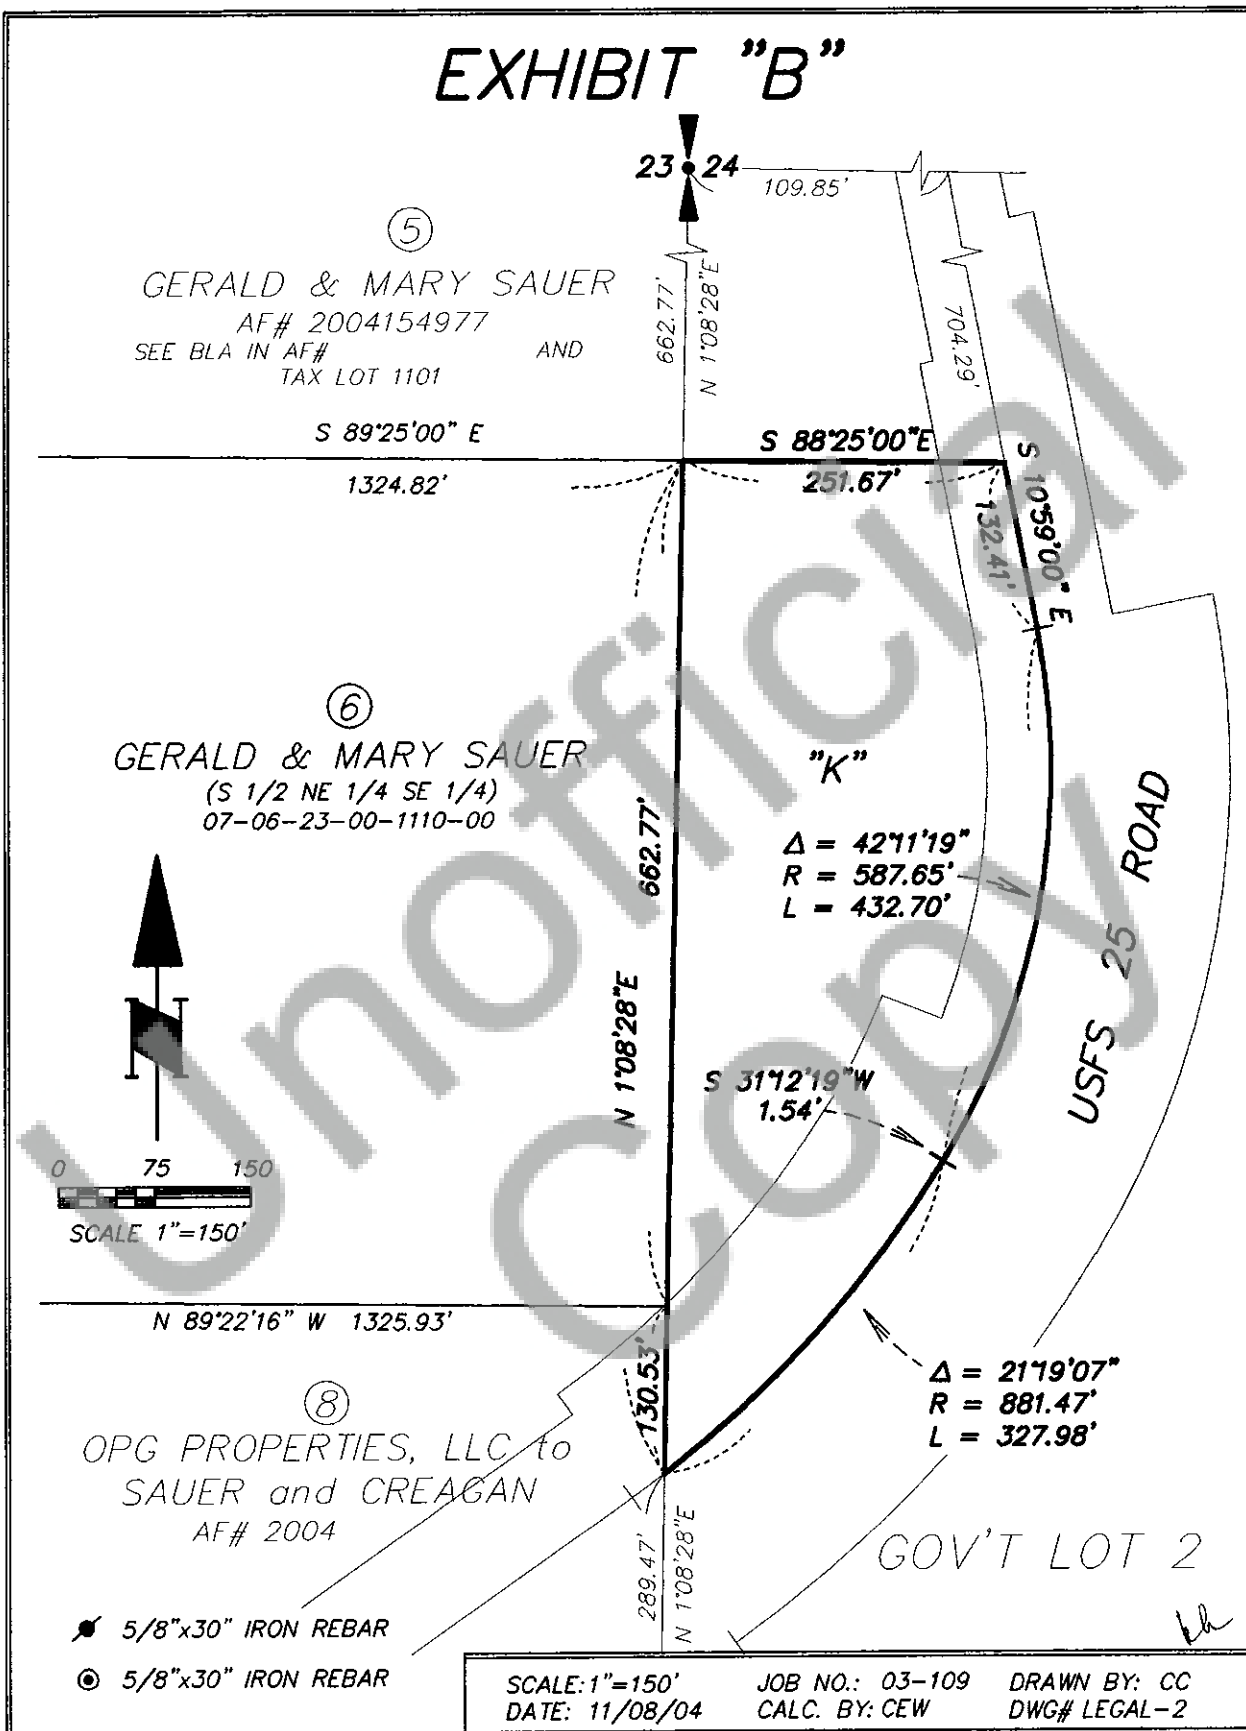 EXHIBIT "B"
23 24
109.85'
5
GERALD & MARY SAUER
AF# 2004154977
SEE BLA IN AF# AND
TAX LOT 1101
662.77'
N 1°08'28"E
704.29'
S 89°25'00" E
1324.82'
S 88°25'00"E
251.67'
S 10°59'00" E
132.41'
6
GERALD & MARY SAUER
(S 1/2 NE 1/4 SE 1/4)
07-06-23-00-1110-00
662.77'
N 1°08'28"E
"K"
Δ = 42°11'19"
R = 587.65'
L = 432.70'
USFS 25 ROAD
S 31°12'19"W
1.54'
0 75 150
SCALE 1"=150'
N 89°22'16" W 1325.93'
130.53'
Δ = 21°19'07"
R = 881.47'
L = 327.98'
8
OPG PROPERTIES, LLC to
SAUER and CREAGAN
AF# 2004
289.47'
N 1°08'28"E
GOV'T LOT 2
5/8"x30" IRON REBAR
5/8"x30" IRON REBAR
SCALE: 1"=150' JOB NO.: 03-109 DRAWN BY: CC
DATE: 11/08/04 CALC. BY: CEW DWG# LEGAL-2
Unofficial
Copy